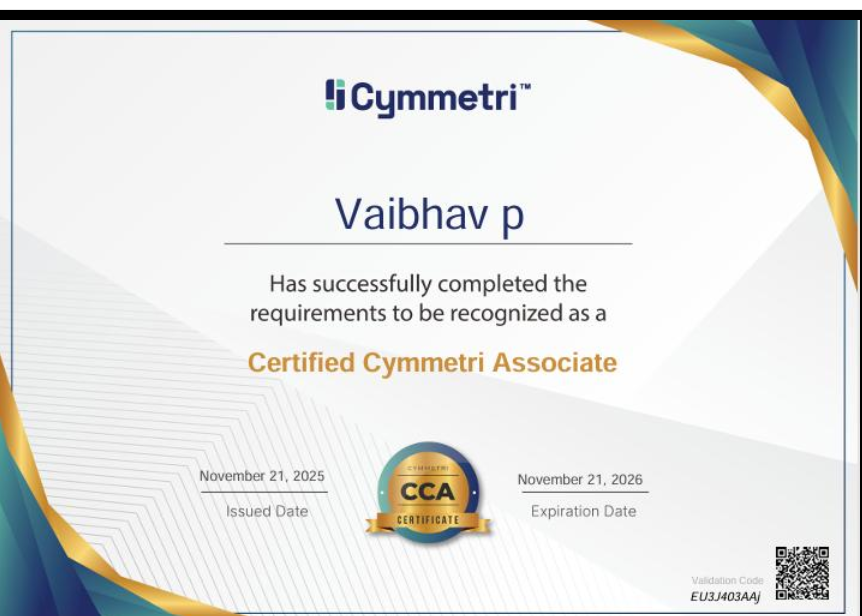 Cymmetri™
Vaibhav p
Has successfully completed the
requirements to be recognized as a
Certified Cymmetri Associate
November 21, 2025
Issued Date
CYMMETRI
CCA
CERTIFICATE
November 21, 2026
Expiration Date
Validation Code
EU3J403AAj